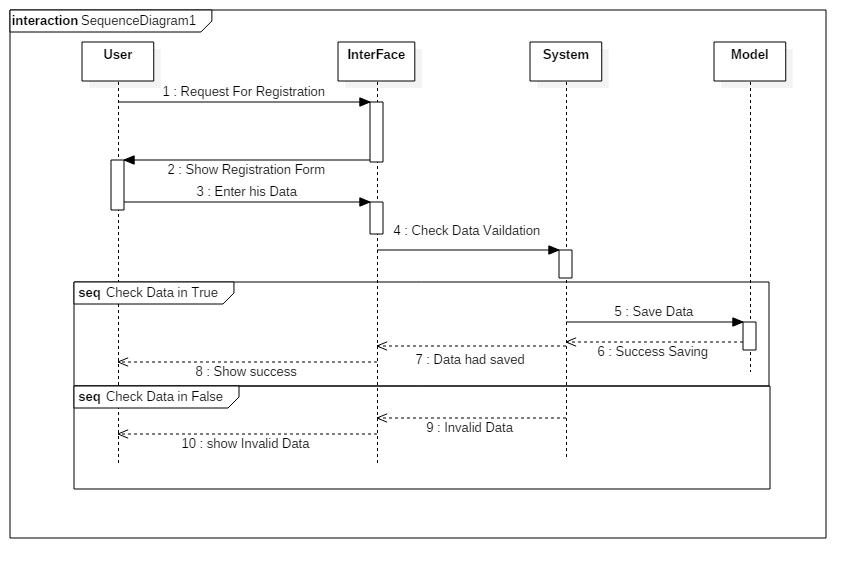 interaction SequenceDiagram1
User
InterFace
System
Model
1 : Request For Registration
2 : Show Registration Form
3 : Enter his Data
4 : Check Data Vaildation
seq Check Data in True
5 : Save Data
6 : Success Saving
7 : Data had saved
8 : Show success
seq Check Data in False
9 : Invalid Data
10 : show Invalid Data